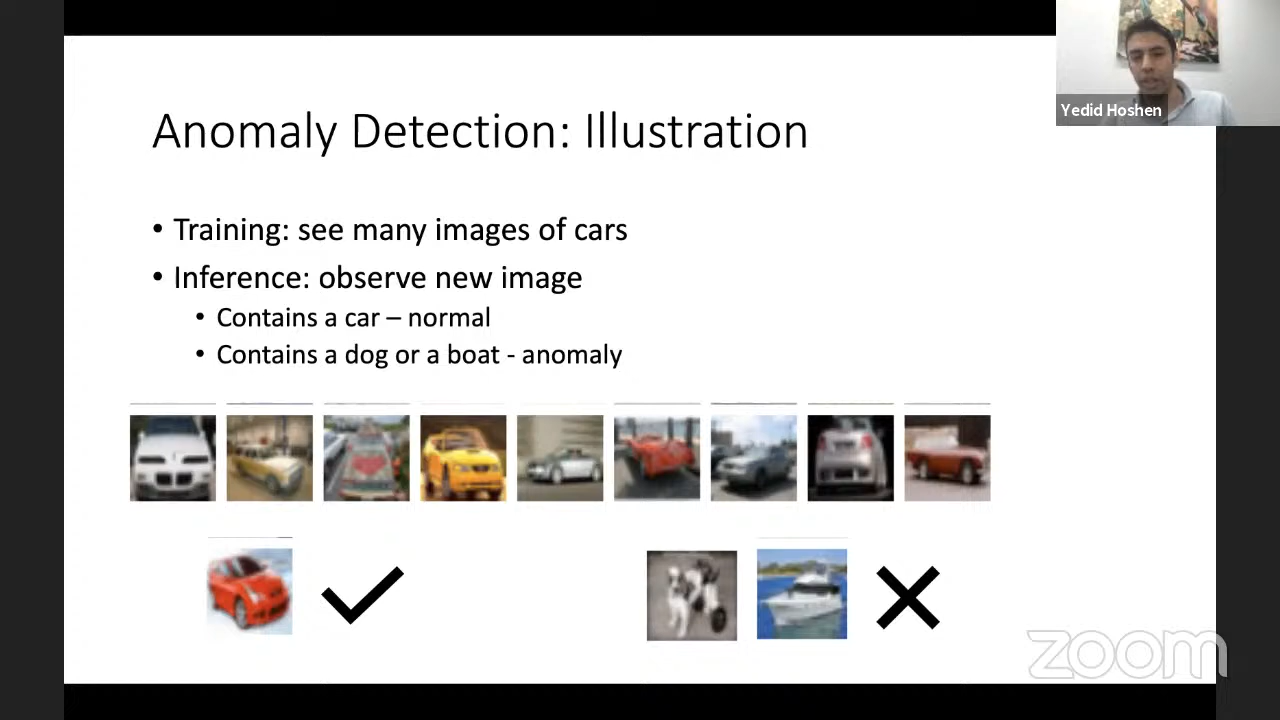 Yedid Hoshen
Anomaly Detection: Illustration
• Training: see many images of cars
• Inference: observe new image
• Contains a car – normal
• Contains a dog or a boat - anomaly
zoom